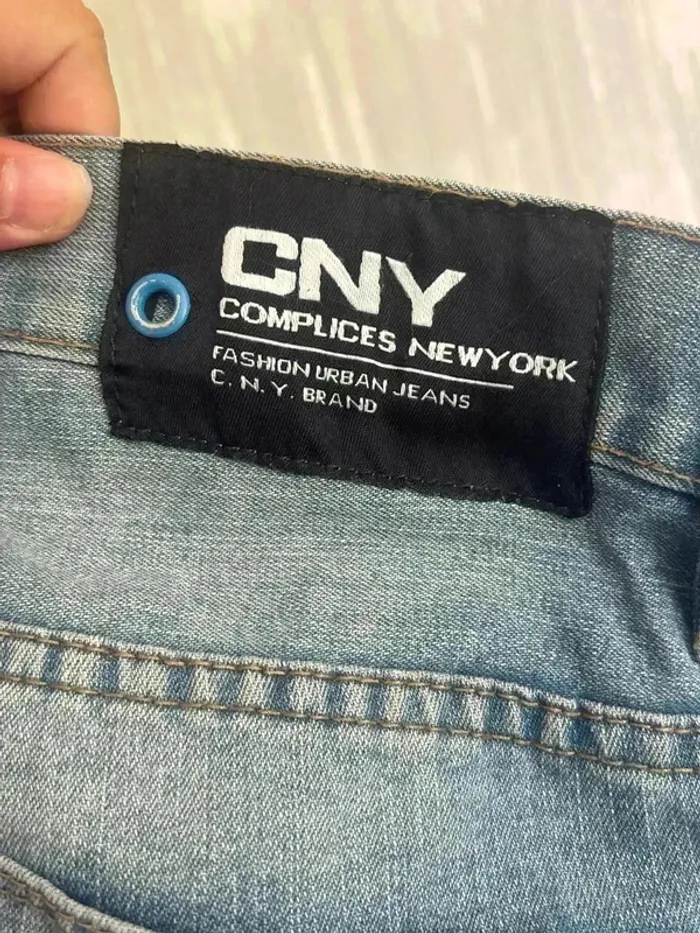 CNY
COMPLICES NEWYORK
FASHION URBAN JEANS
C. N. Y. BRAND